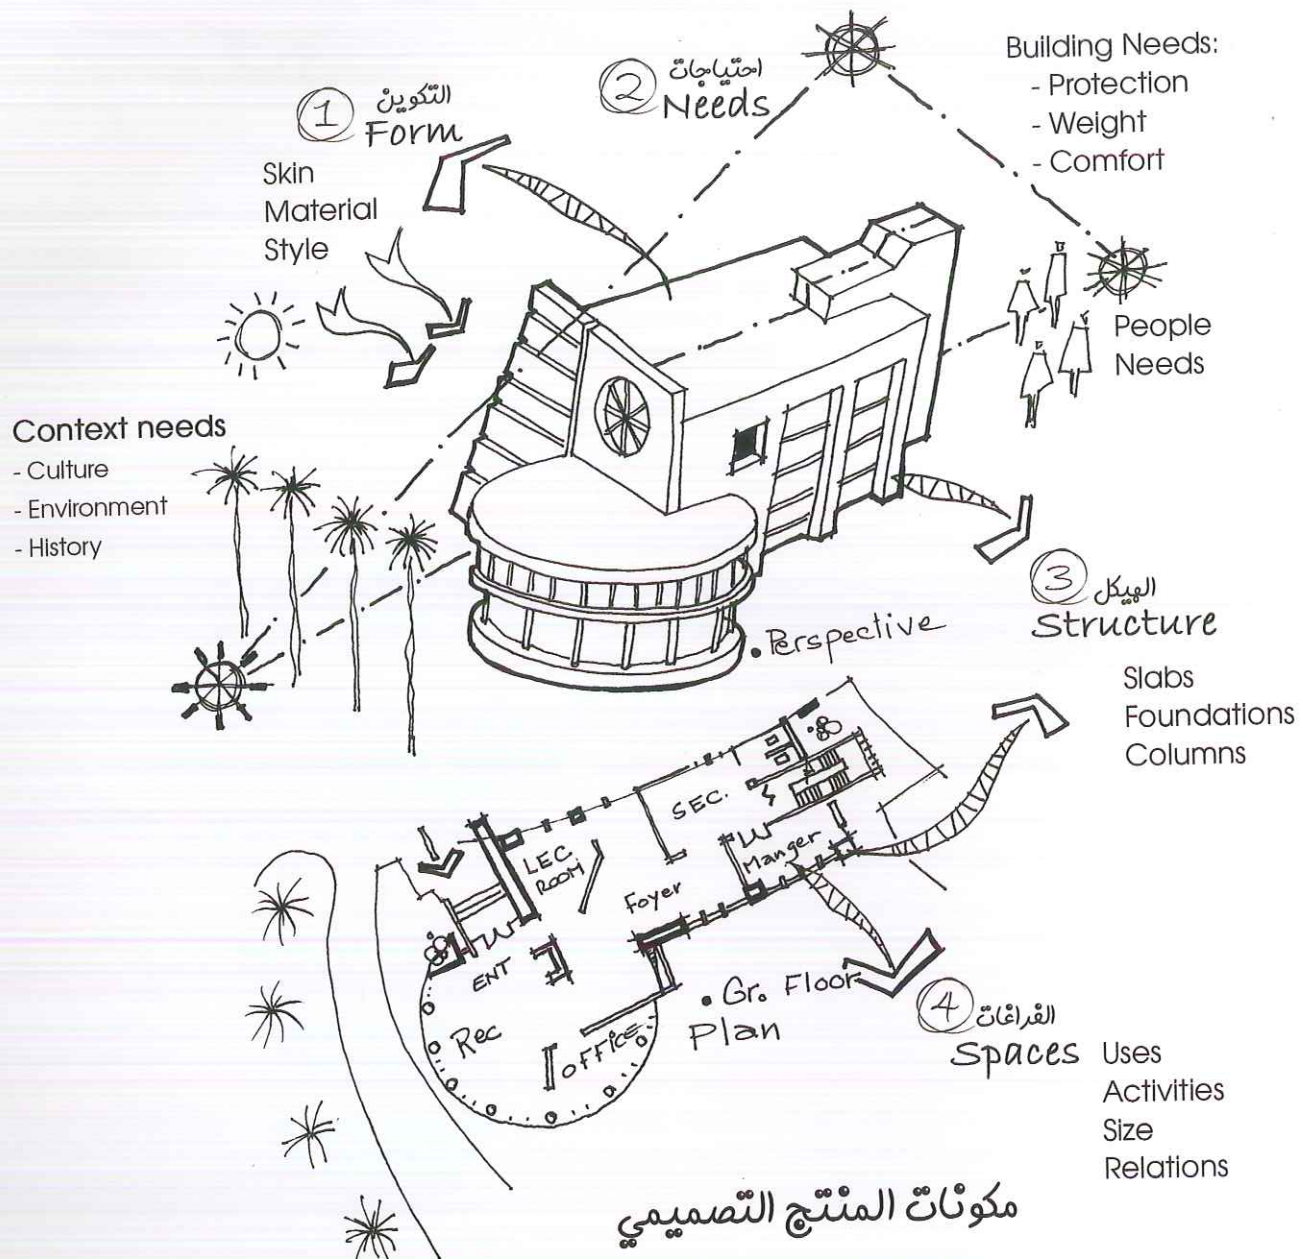 1 التكوين
Form
Skin
Material
Style
2 احتياجات
Needs
Building Needs:
- Protection
- Weight
- Comfort
People
Needs
Context needs
- Culture
- Environment
- History
3 الهيكل
Structure
Slabs
Foundations
Columns
• Perspective
SEC.
Manger
LEC
ROOM
Foyer
ENT
Rec
OFFICE
• Gr. Floor
Plan
4 الفراغات
Spaces
Uses
Activities
Size
Relations
مكونات المنتج التصميمي